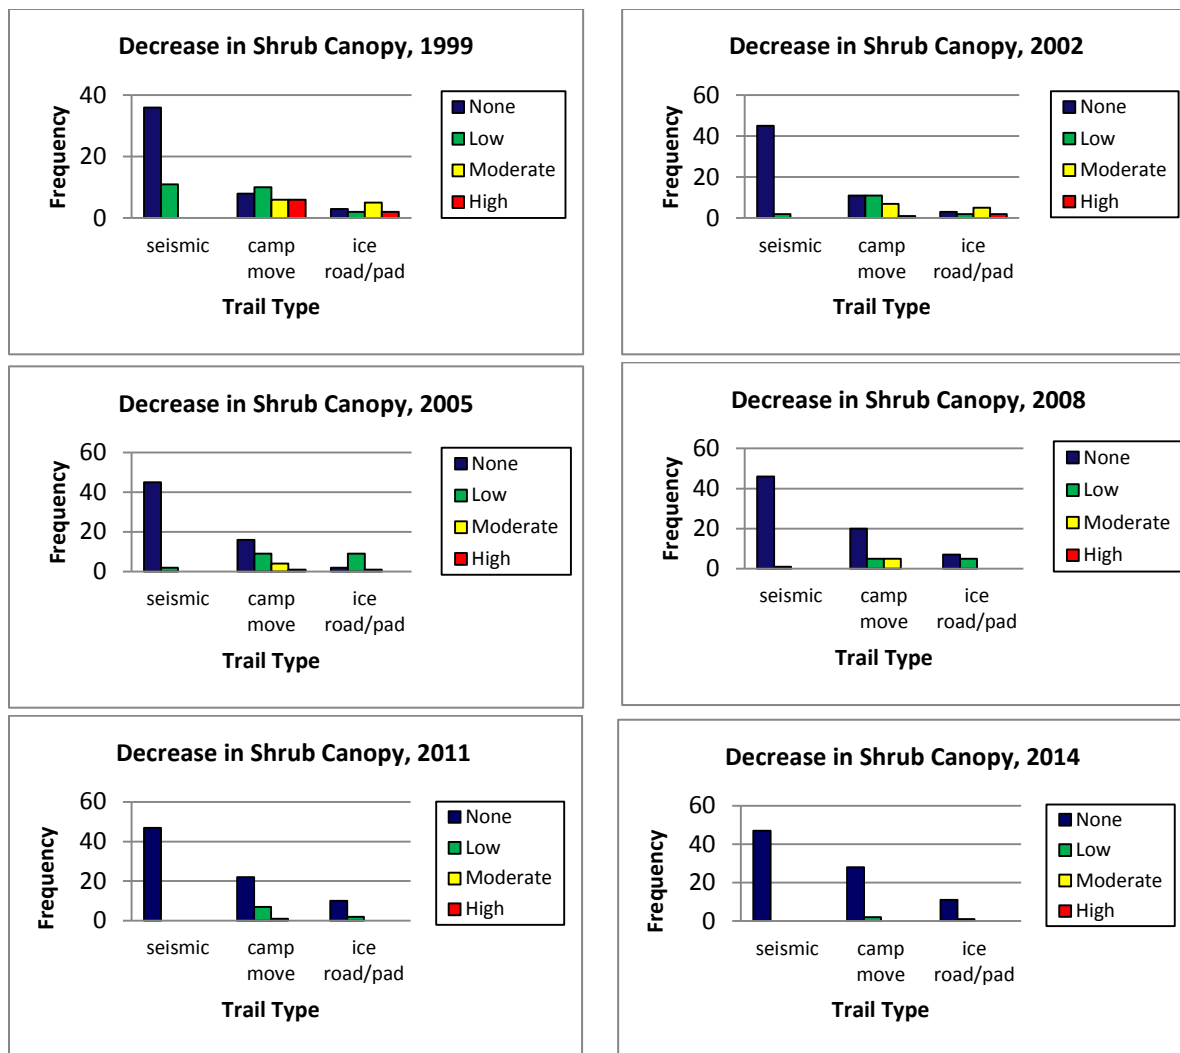 Decrease in Shrub Canopy, 1999
40
20
0
Frequency
seismic
camp
move
ice
road/pad
Trail Type
None
Low
Moderate
High
Decrease in Shrub Canopy, 2002
60
40
20
0
Frequency
seismic
camp
move
ice
road/pad
Trail Type
None
Low
Moderate
High
Decrease in Shrub Canopy, 2005
60
40
20
0
Frequency
seismic
camp
move
ice
road/pad
Trail Type
None
Low
Moderate
High
Decrease in Shrub Canopy, 2008
60
40
20
0
Frequency
seismic
camp
move
ice
road/pad
Trail Type
None
Low
Moderate
High
Decrease in Shrub Canopy, 2011
60
40
20
0
Frequency
seismic
camp
move
ice
road/pad
Trail Type
None
Low
Moderate
High
Decrease in Shrub Canopy, 2014
60
40
20
0
Frequency
seismic
camp
move
ice
road/pad
Trail Type
None
Low
Moderate
High